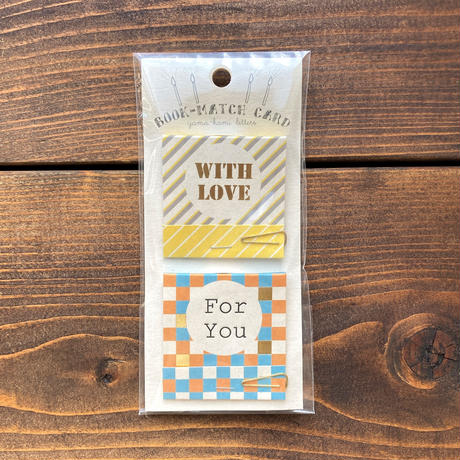 BOOK-MATCH CARD
yama-kami letters
WITH
LOVE
For
You